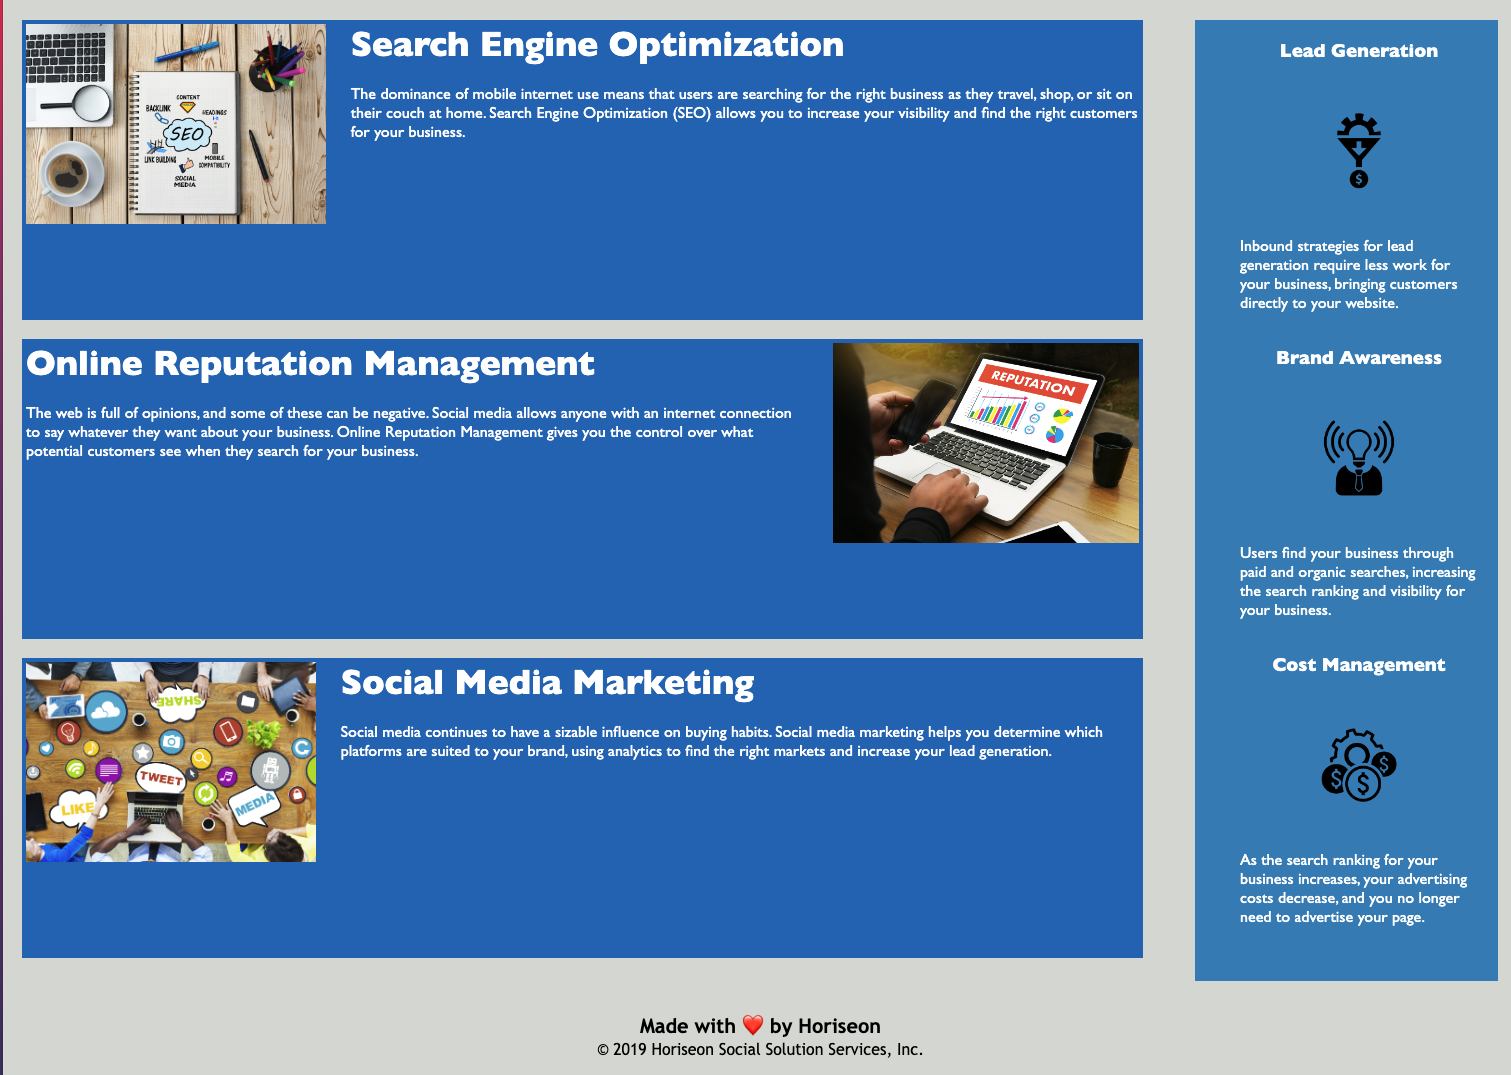 Search Engine Optimization
The dominance of mobile internet use means that users are searching for the right business as they travel, shop, or sit on
their couch at home. Search Engine Optimization (SEO) allows you to increase your visibility and find the right customers
for your business.
CONTENT
BACKLINK
HEADINGS
SEO
LINK BUILDING
MOBILE
COMPATIBILITY
SOCIAL
MEDIA
Online Reputation Management
The web is full of opinions, and some of these can be negative. Social media allows anyone with an internet connection
to say whatever they want about your business. Online Reputation Management gives you the control over what
potential customers see when they search for your business.
REPUTATION
Social Media Marketing
Social media continues to have a sizable influence on buying habits. Social media marketing helps you determine which
platforms are suited to your brand, using analytics to find the right markets and increase your lead generation.
SHARE
TWEET
LIKE
MEDIA
Lead Generation
$
Inbound strategies for lead
generation require less work for
your business, bringing customers
directly to your website.
Brand Awareness
Users find your business through
paid and organic searches, increasing
the search ranking and visibility for
your business.
Cost Management
$ $ $
As the search ranking for your
business increases, your advertising
costs decrease, and you no longer
need to advertise your page.
Made with ❤️ by Horiseon
© 2019 Horiseon Social Solution Services, Inc.